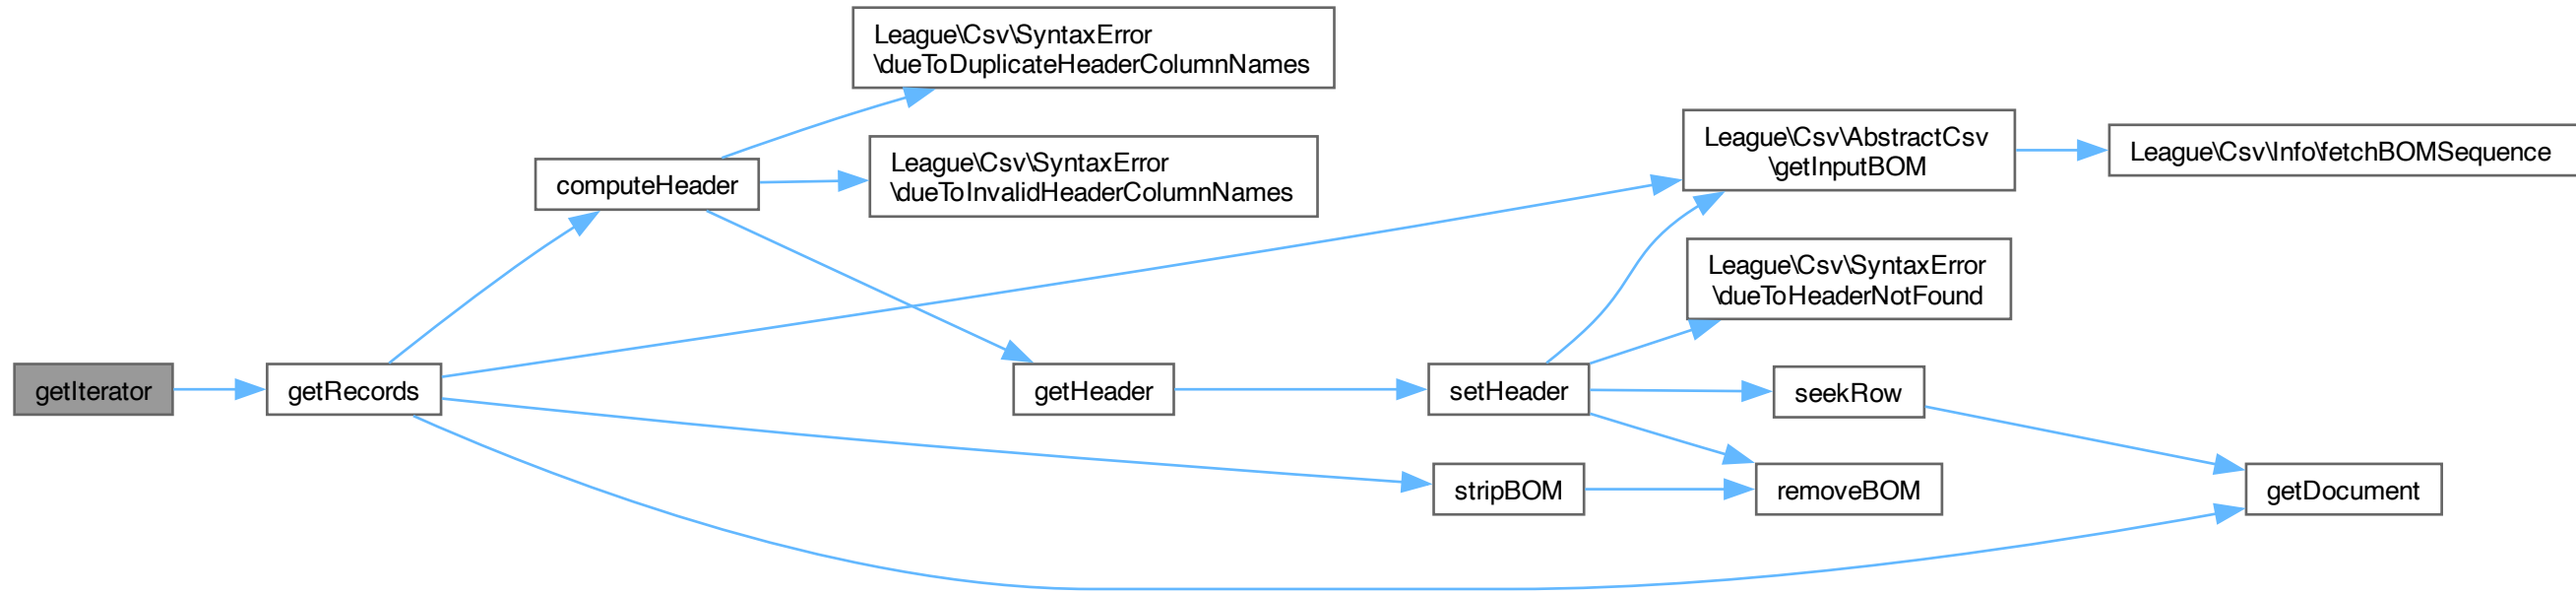 League\Csv\SyntaxError
\dueToDuplicateHeaderColumnNames
League\Csv\SyntaxError
\dueToInvalidHeaderColumnNames
computeHeader
League\Csv\AbstractCsv
\getInputBOM
League\Csv\Info\fetchBOMSequence
League\Csv\SyntaxError
\dueToHeaderNotFound
getIterator
getRecords
getHeader
setHeader
seekRow
stripBOM
removeBOM
getDocument